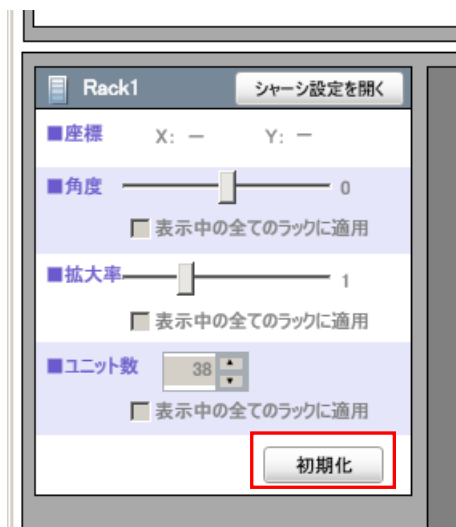 Rack1 シャーシ設定を開く
■座標 X: － Y: －
■角度 0
表示中の全てのラックに適用
■拡大率 1
表示中の全てのラックに適用
■ユニット数 38
表示中の全てのラックに適用
初期化